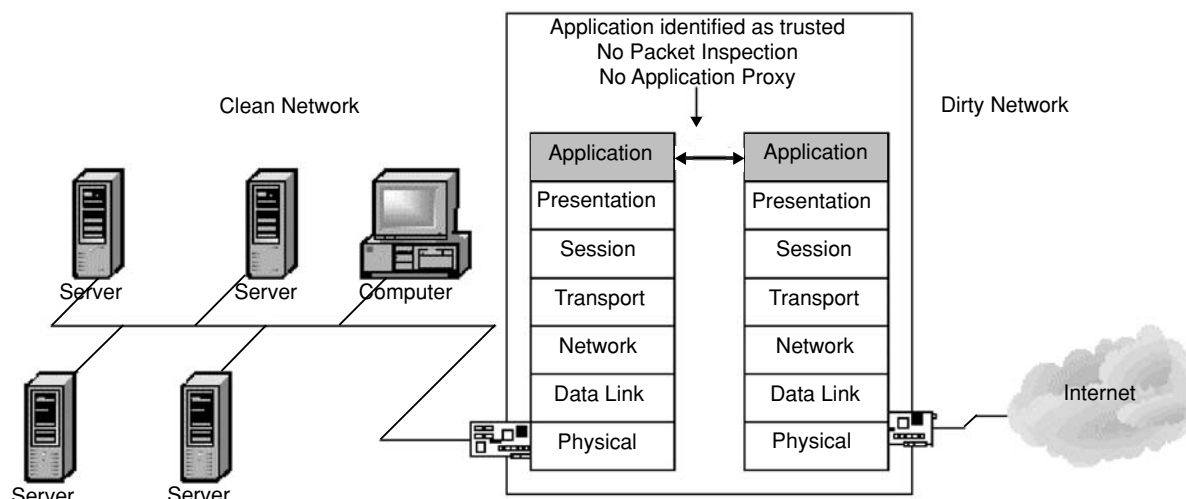 Application identified as trusted
No Packet Inspection
No Application Proxy
Clean Network
Dirty Network
Application
Application
Presentation
Presentation
Session
Session
Transport
Transport
Network
Network
Data Link
Data Link
Physical
Physical
Server
Server
Computer
Server
Server
Internet